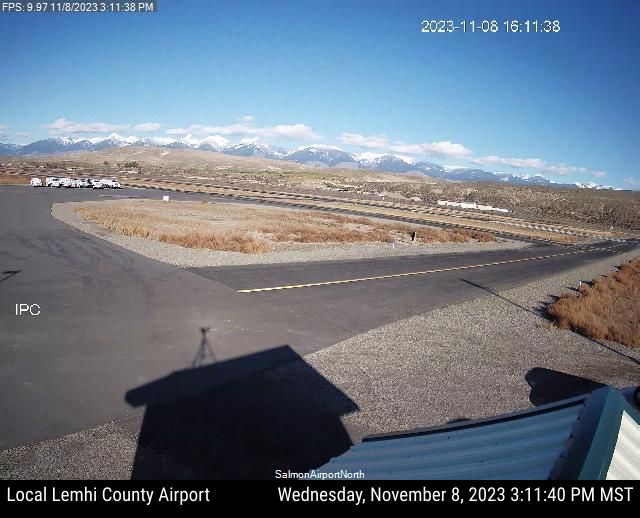 FPS: 9.97 11/8/2023 3:11:38 PM
2023-11-08 16:11:38
IPC
SalmonAirportNorth
Local Lemhi County Airport Wednesday, November 8, 2023 3:11:40 PM MST